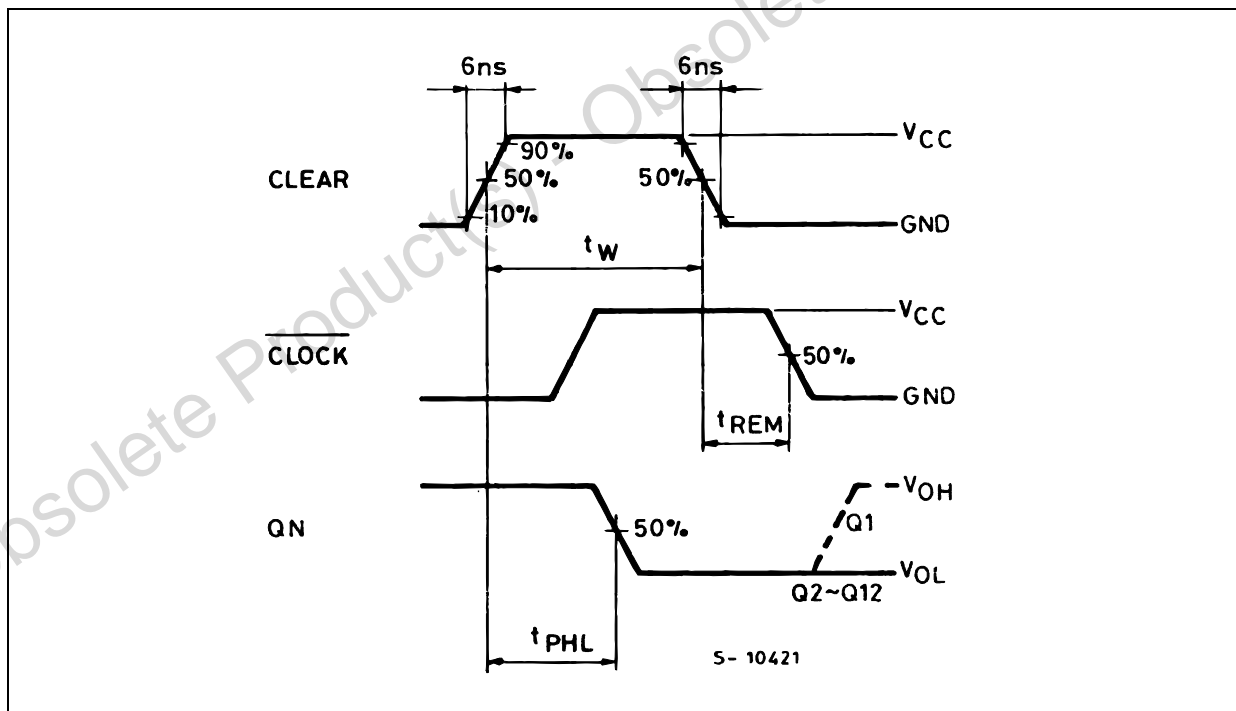 6ns 6ns
VCC
90%
CLEAR 50% 50%
10%
GND
tW
VCC
CLOCK 50%
GND
tREM
VOH
QN 50% Q1
VOL
Q2~Q12
tPHL
S- 10421
Obsolete Product(s) - Obsolete